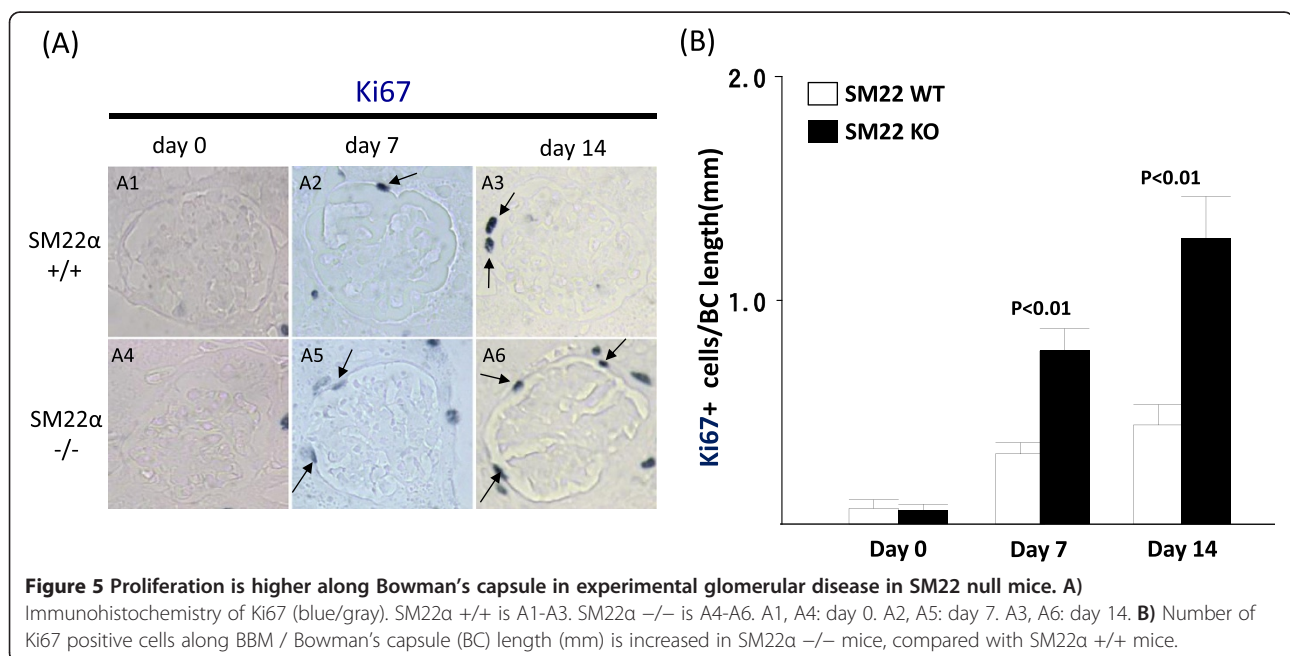 (A)
Ki67
day 0
day 7
day 14
SM22α
+/+
A1
A2
A3
SM22α
-/-
A4
A5
A6
(B)
2.0
1.0
Ki67+ cells/BC length(mm)
SM22 WT
SM22 KO
P<0.01
P<0.01
Day 0
Day 7
Day 14
Figure 5 Proliferation is higher along Bowman's capsule in experimental glomerular disease in SM22 null mice. A)
Immunohistochemistry of Ki67 (blue/gray). SM22α +/+ is A1-A3. SM22α −/− is A4-A6. A1, A4: day 0. A2, A5: day 7. A3, A6: day 14. B) Number of
Ki67 positive cells along BBM / Bowman's capsule (BC) length (mm) is increased in SM22α −/− mice, compared with SM22α +/+ mice.